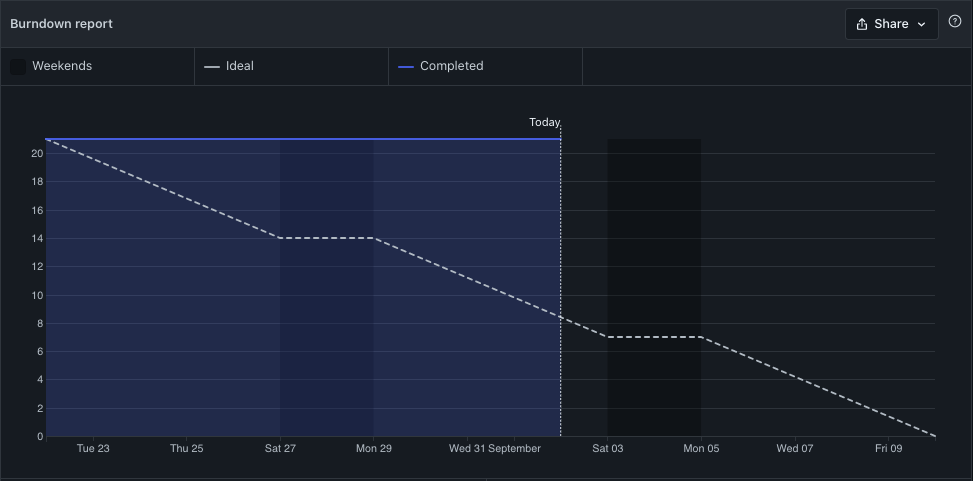 Burndown report
Share
Weekends
Ideal
Completed
Today
20
18
16
14
12
10
8
6
4
2
0
Tue 23 Thu 25 Sat 27 Mon 29 Wed 31 September Sat 03 Mon 05 Wed 07 Fri 09